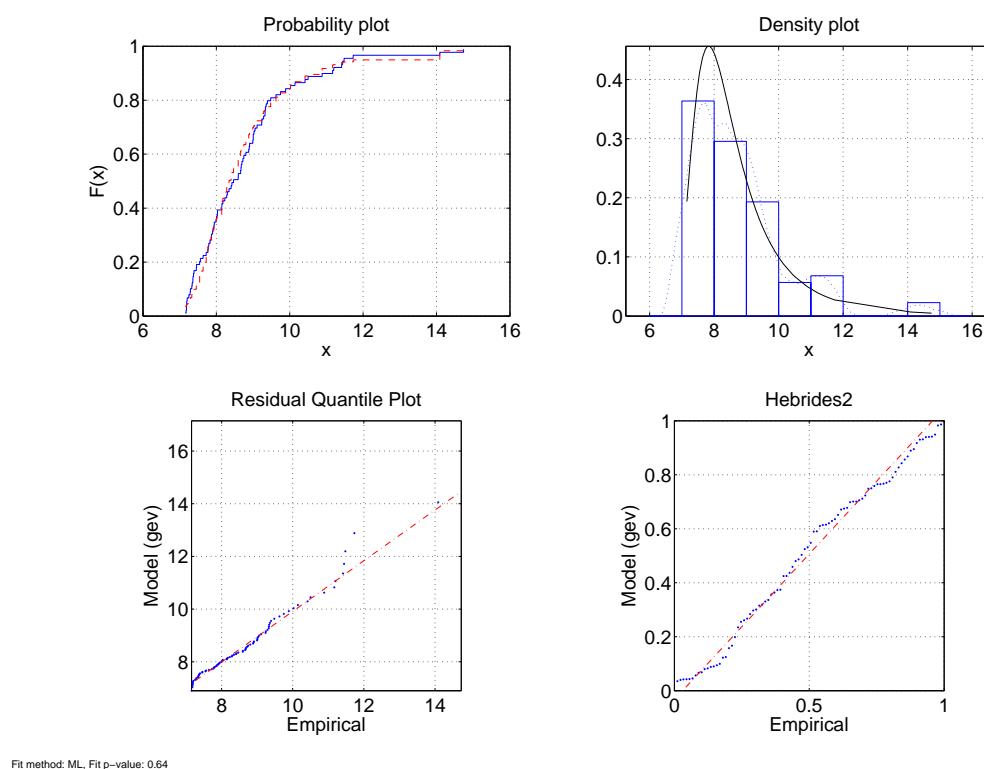 Probability plot
F(x)
1
0.8
0.6
0.4
0.2
0
6 8 10 12 14 16
x
Density plot
0.4
0.3
0.2
0.1
0
6 8 10 12 14 16
x
Residual Quantile Plot
Model (gev)
16
14
12
10
8
8 10 12 14
Empirical
Hebrides2
Model (gev)
1
0.8
0.6
0.4
0.2
0
0 0.5 1
Empirical
Fit method: ML, Fit p−value: 0.64